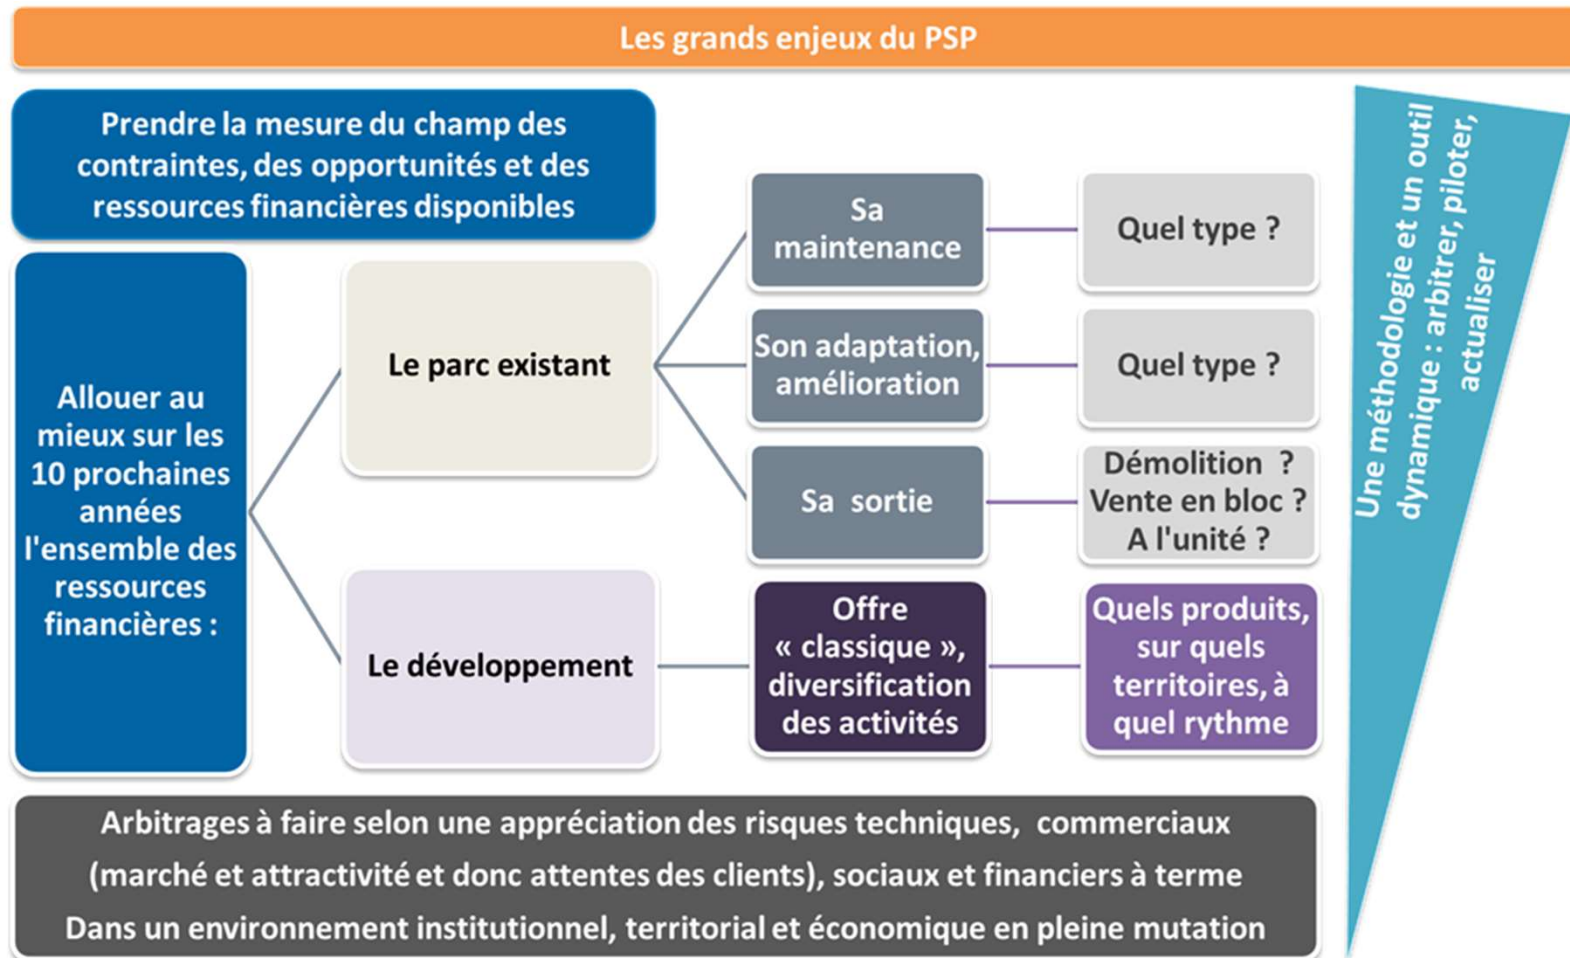 Les grands enjeux du PSP
Prendre la mesure du champ des
contraintes, des opportunités et des
ressources financières disponibles
Allouer au
mieux sur les
10 prochaines
années
l'ensemble des
ressources
financières :
Le parc existant
Sa
maintenance
Quel type ?
Son adaptation,
amélioration
Quel type ?
Sa sortie
Démolition ?
Vente en bloc ?
A l'unité ?
Le développement
Offre
« classique »,
diversification
des activités
Quels produits,
sur quels
territoires, à
quel rythme
Une méthodologie et un outil
dynamique : arbitrer, piloter,
actualiser
Arbitrages à faire selon une appréciation des risques techniques, commerciaux
(marché et attractivité et donc attentes des clients), sociaux et financiers à terme
Dans un environnement institutionnel, territorial et économique en pleine mutation